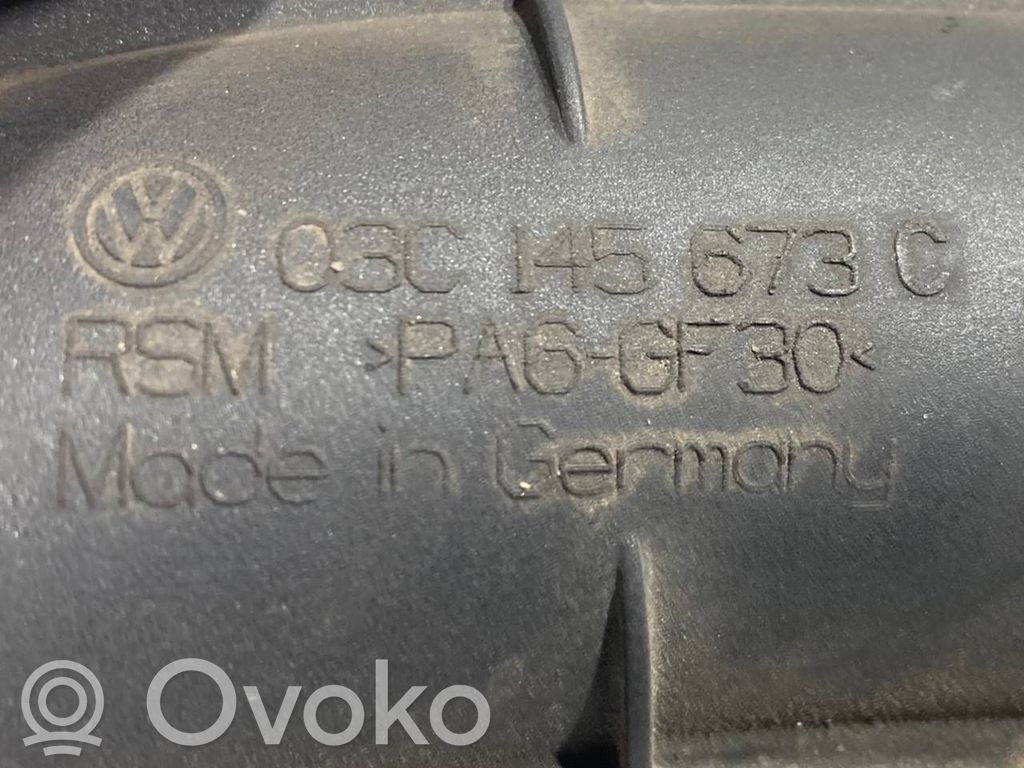 03C 145 673 C
RSM >PA6-GF30<
Made in Germany
Ovoko